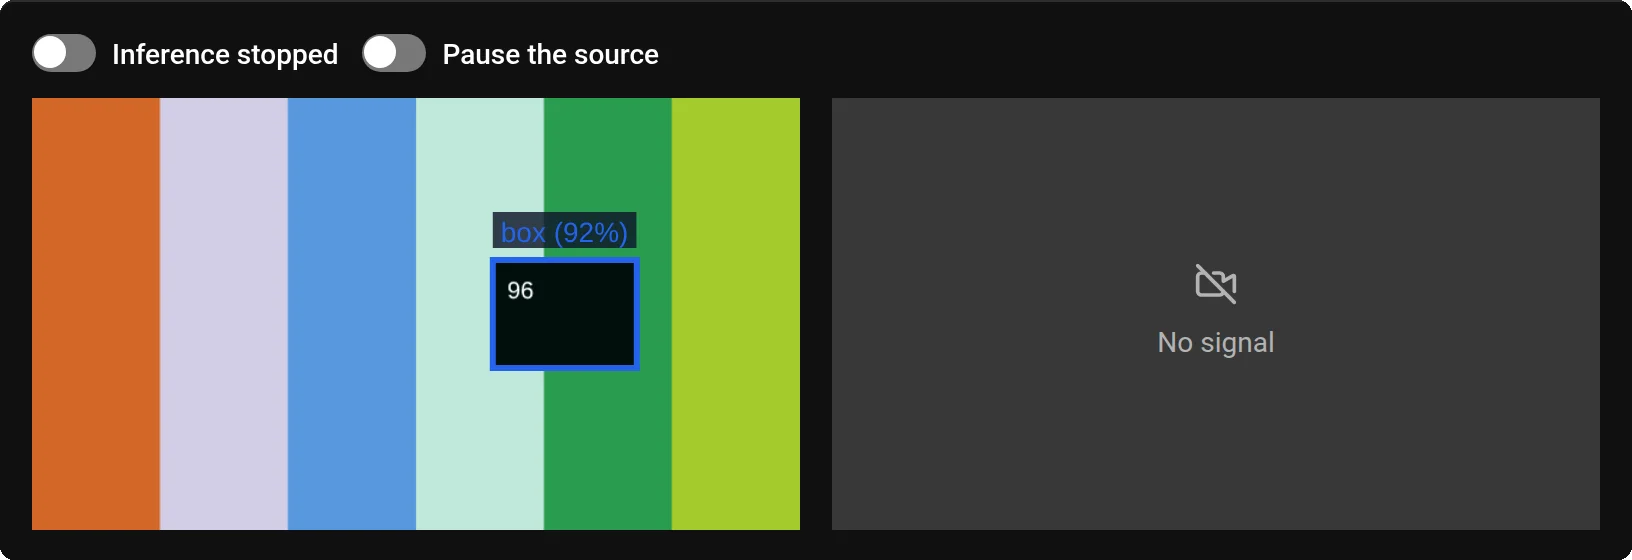 Inference stopped
Pause the source
box (92%)
96
No signal